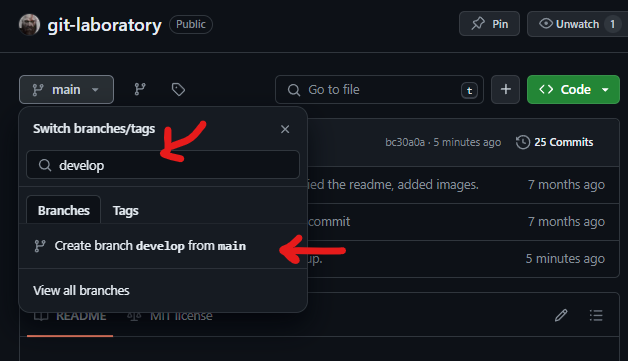 git-laboratory Public
Pin
Unwatch 1
main
Go to file t
Code
Switch branches/tags
bc30a0a · 5 minutes ago
25 Commits
develop
ied the readme, added images.
7 months ago
Branches
Tags
commit
7 months ago
Create branch develop from main
up.
5 minutes ago
View all branches
README
MIT license